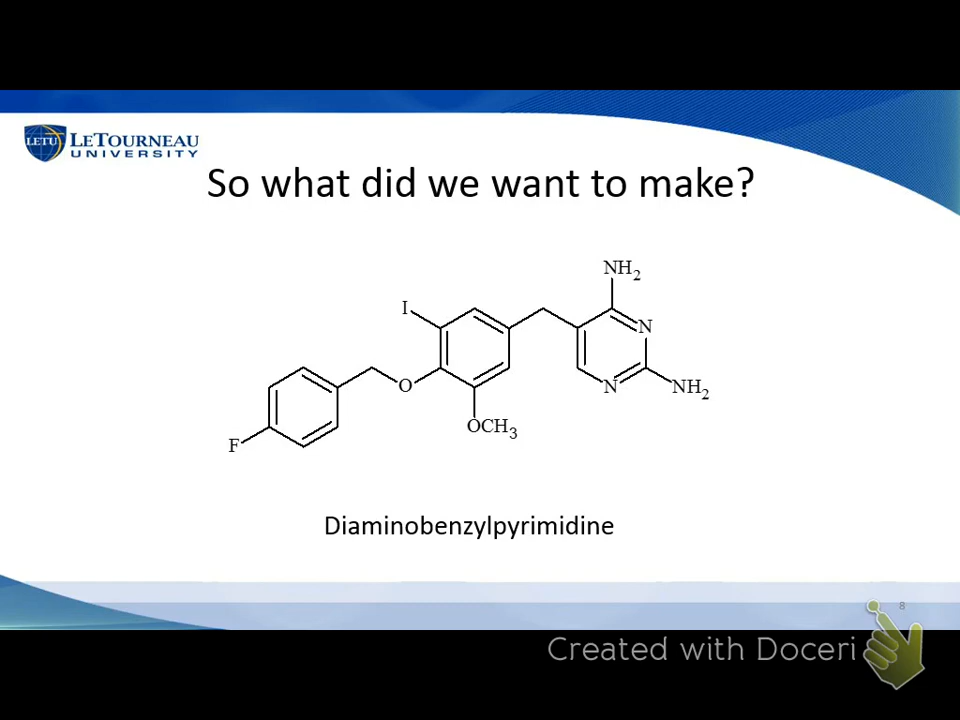 LETU LETOURNEAU
UNIVERSITY
So what did we want to make?
NH2
I
N
O
N
NH2
OCH3
F
Diaminobenzylpyrimidine
8
Created with Doceri